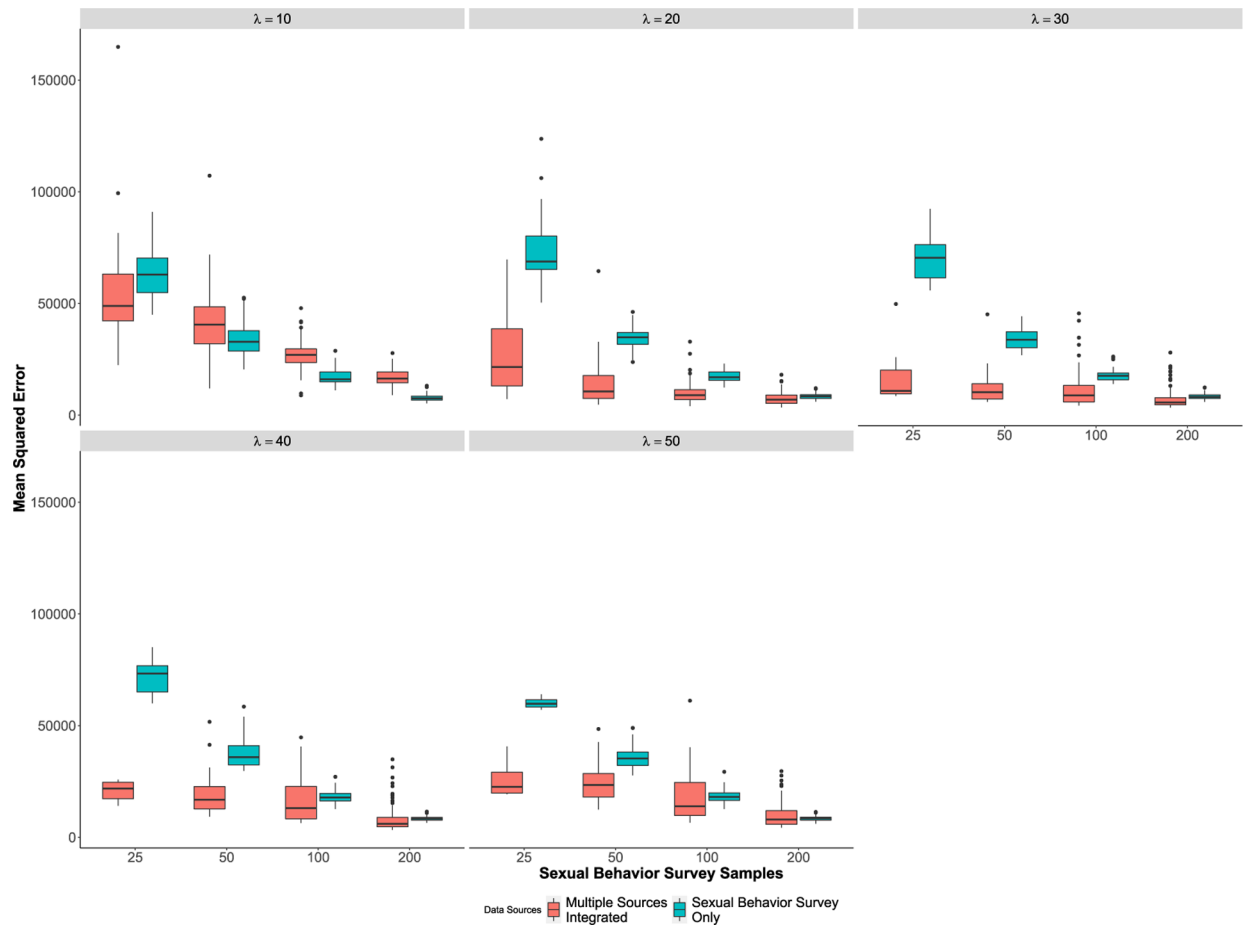 λ = 10
λ = 20
λ = 30
150000
100000
50000
0
25
50
100
200
λ = 40
λ = 50
150000
100000
50000
0
25
50
100
200
25
50
100
200
Mean Squared Error
Sexual Behavior Survey Samples
Data Sources
Multiple Sources
Integrated
Sexual Behavior Survey
Only